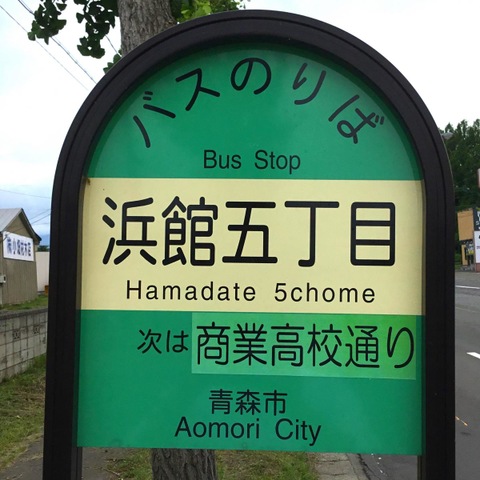 バスのりば
Bus Stop
浜館五丁目
Hamadate 5chome
次は 商業高校通り
青森市
Aomori City